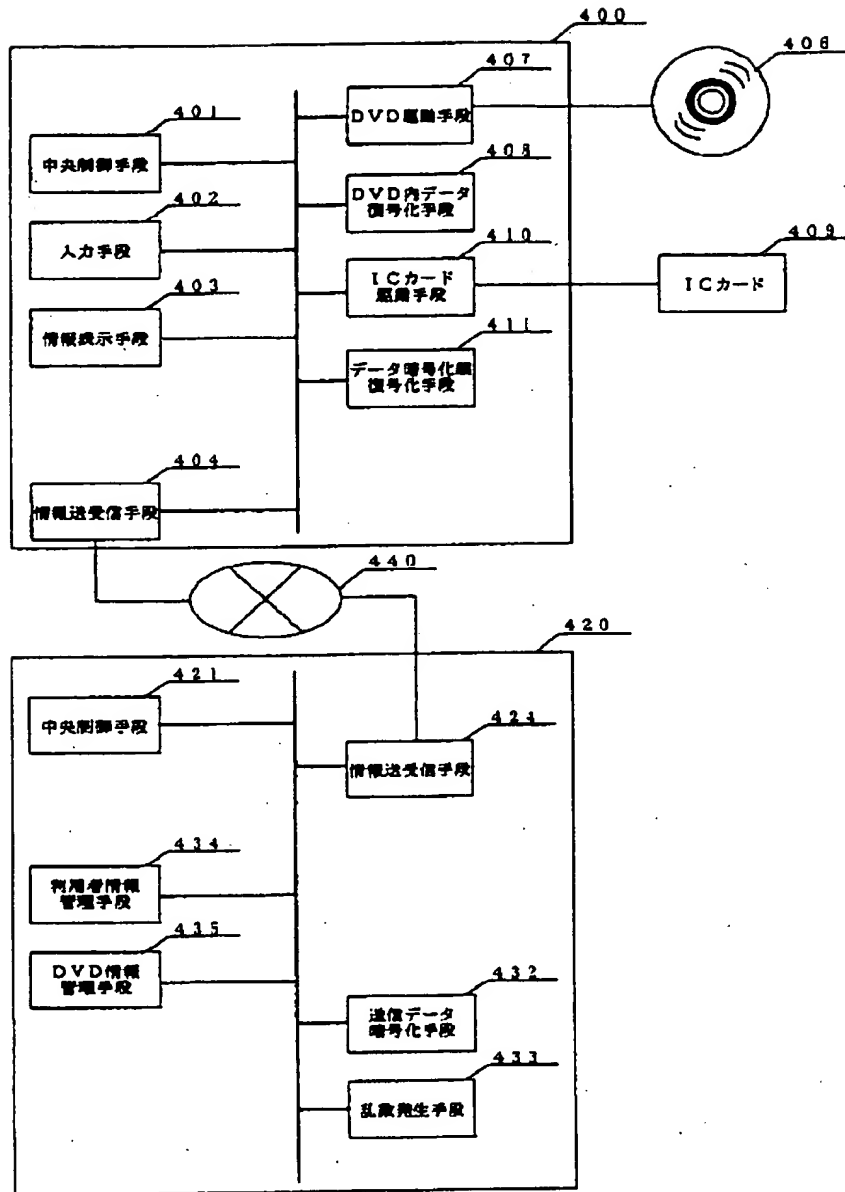 400
407
406
DVD駆動手段
401
中央制御手段
408
DVD内データ
復号化手段
402
入力手段
410
ICカード
駆動手段
409
ICカード
403
情報表示手段
411
データ暗号化鍵
復号化手段
404
情報送受信手段
440
420
421
中央制御手段
424
情報送受信手段
434
利用者情報
管理手段
435
DVD情報
管理手段
432
送信データ
暗号化手段
433
乱数発生手段